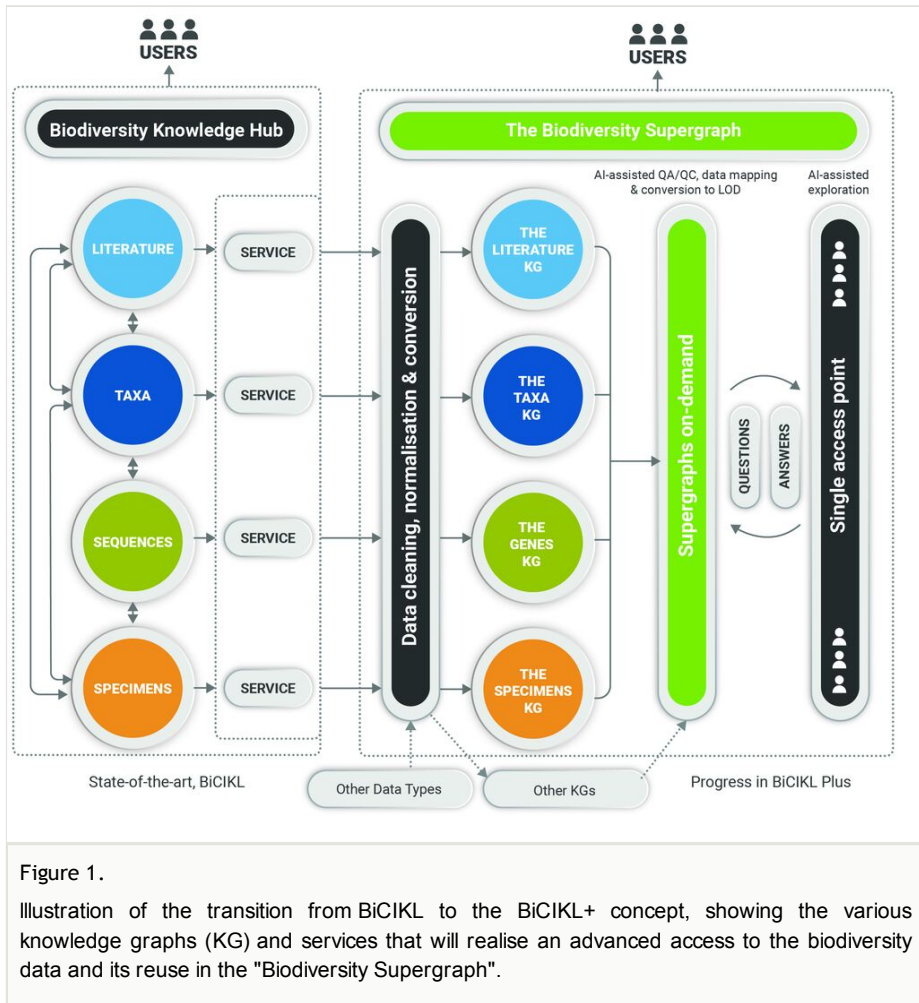 USERS
USERS
Biodiversity Knowledge Hub
The Biodiversity Supergraph
AI-assisted QA/QC, data mapping
& conversion to LOD
AI-assisted
exploration
LITERATURE
SERVICE
THE
LITERATURE
KG
TAXA
SERVICE
THE
TAXA
KG
SEQUENCES
SERVICE
THE
GENES
KG
SPECIMENS
SERVICE
THE
SPECIMENS
KG
Data cleaning, normalisation & conversion
Supergraphs on-demand
QUESTIONS
ANSWERS
Single access point
State-of-the-art, BiCIKL
Other Data Types
Other KGs
Progress in BiCIKL Plus
Figure 1.
Illustration of the transition from BiCIKL to the BiCIKL+ concept, showing the various
knowledge graphs (KG) and services that will realise an advanced access to the biodiversity
data and its reuse in the "Biodiversity Supergraph".